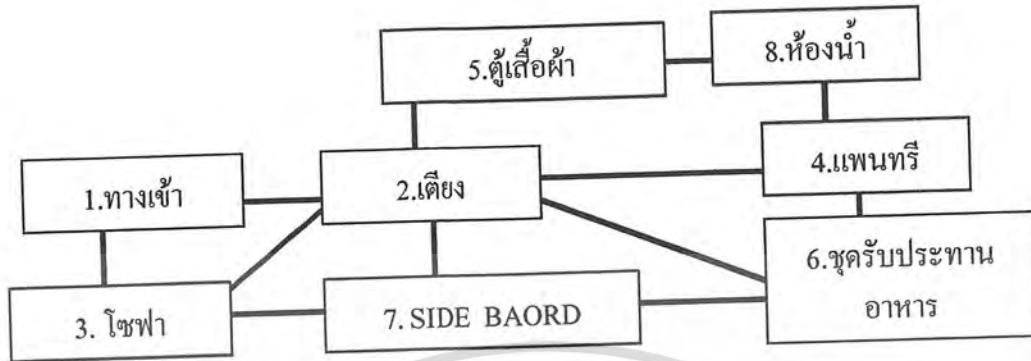 5.ตู้เสื้อผ้า
8.ห้องน้ำ
1.ทางเข้า
2.เตียง
4.แพนทรี
3. โซฟา
7. SIDE BAORD
6.ชุดรับประทาน
อาหาร